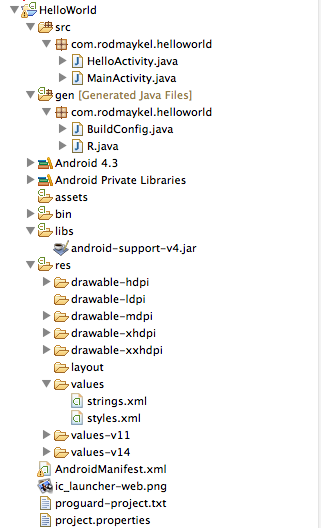 HelloWorld
src
com.rodmaykel.helloworld
HelloActivity.java
MainActivity.java
gen [Generated Java Files]
com.rodmaykel.helloworld
BuildConfig.java
R.java
Android 4.3
Android Private Libraries
assets
bin
libs
android-support-v4.jar
res
drawable-hdpi
drawable-ldpi
drawable-mdpi
drawable-xhdpi
drawable-xxhdpi
layout
values
strings.xml
styles.xml
values-v11
values-v14
AndroidManifest.xml
ic_launcher-web.png
proguard-project.txt
project.properties